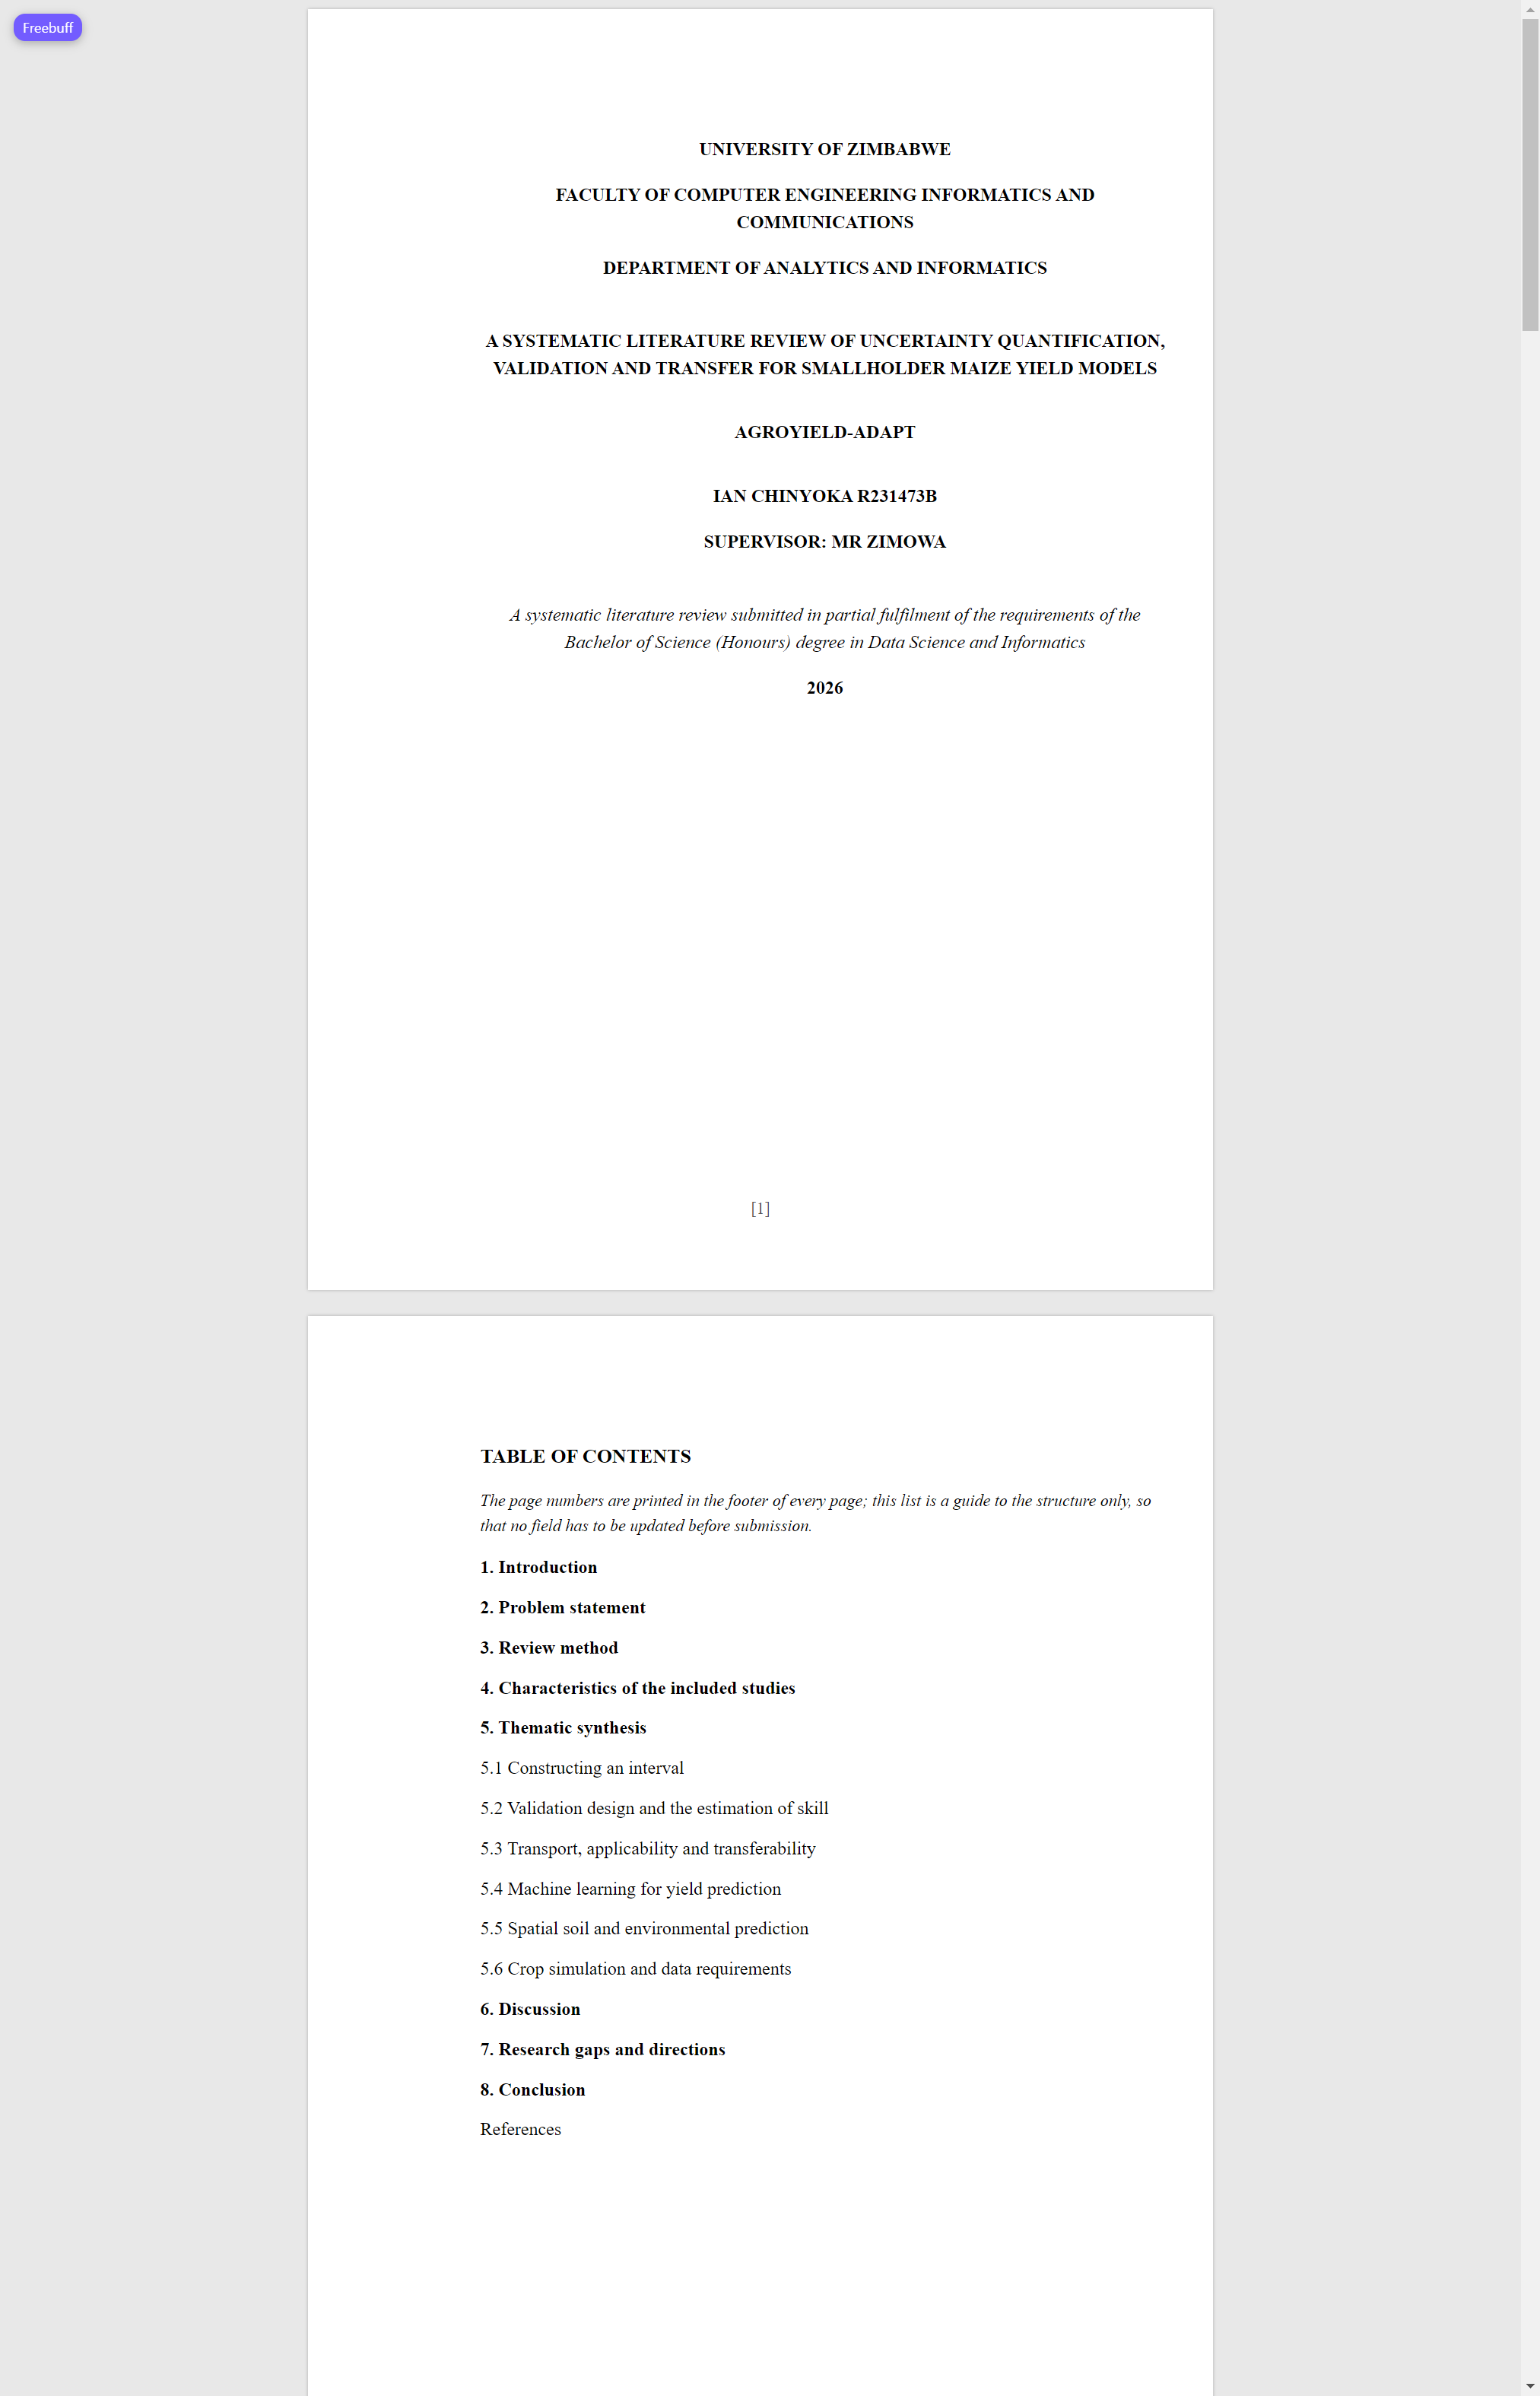 Freebuff
UNIVERSITY OF ZIMBABWE
FACULTY OF COMPUTER ENGINEERING INFORMATICS AND
COMMUNICATIONS
DEPARTMENT OF ANALYTICS AND INFORMATICS
A SYSTEMATIC LITERATURE REVIEW OF UNCERTAINTY QUANTIFICATION,
VALIDATION AND TRANSFER FOR SMALLHOLDER MAIZE YIELD MODELS
AGROYIELD-ADAPT
IAN CHINYOKA R231473B
SUPERVISOR: MR ZIMOWA
A systematic literature review submitted in partial fulfilment of the requirements of the
Bachelor of Science (Honours) degree in Data Science and Informatics
2026
[1]
TABLE OF CONTENTS
The page numbers are printed in the footer of every page; this list is a guide to the structure only, so
that no field has to be updated before submission.
1. Introduction
2. Problem statement
3. Review method
4. Characteristics of the included studies
5. Thematic synthesis
5.1 Constructing an interval
5.2 Validation design and the estimation of skill
5.3 Transport, applicability and transferability
5.4 Machine learning for yield prediction
5.5 Spatial soil and environmental prediction
5.6 Crop simulation and data requirements
6. Discussion
7. Research gaps and directions
8. Conclusion
References